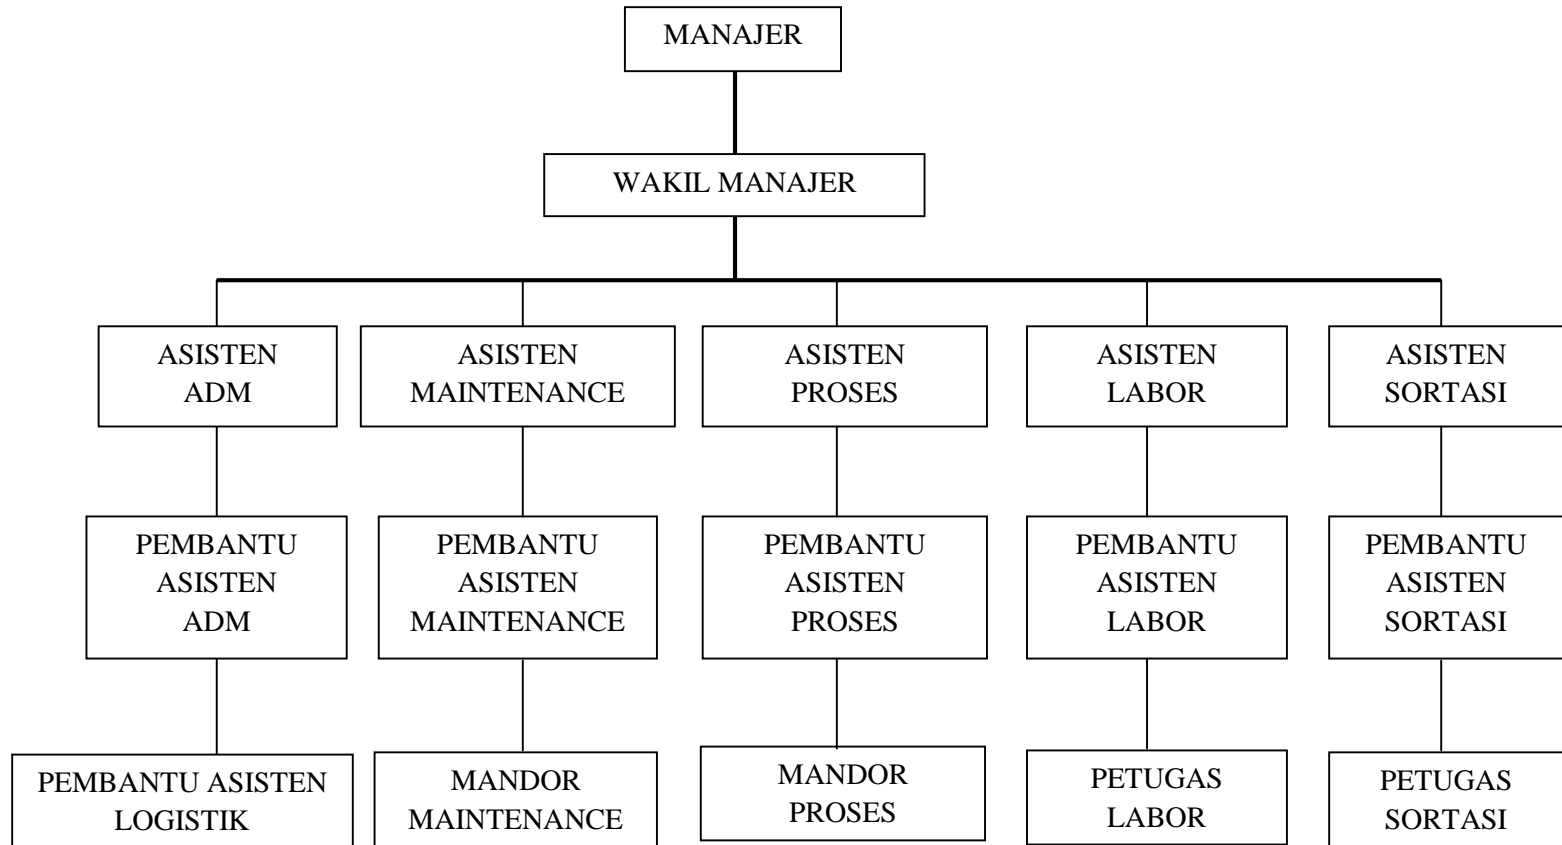 MANAJER
WAKIL MANAJER
ASISTEN
ADM
ASISTEN
MAINTENANCE
ASISTEN
PROSES
ASISTEN
LABOR
ASISTEN
SORTASI
PEMBANTU
ASISTEN
ADM
PEMBANTU
ASISTEN
MAINTENANCE
PEMBANTU
ASISTEN
PROSES
PEMBANTU
ASISTEN
LABOR
PEMBANTU
ASISTEN
SORTASI
PEMBANTU ASISTEN
LOGISTIK
MANDOR
MAINTENANCE
MANDOR
PROSES
PETUGAS
LABOR
PETUGAS
SORTASI